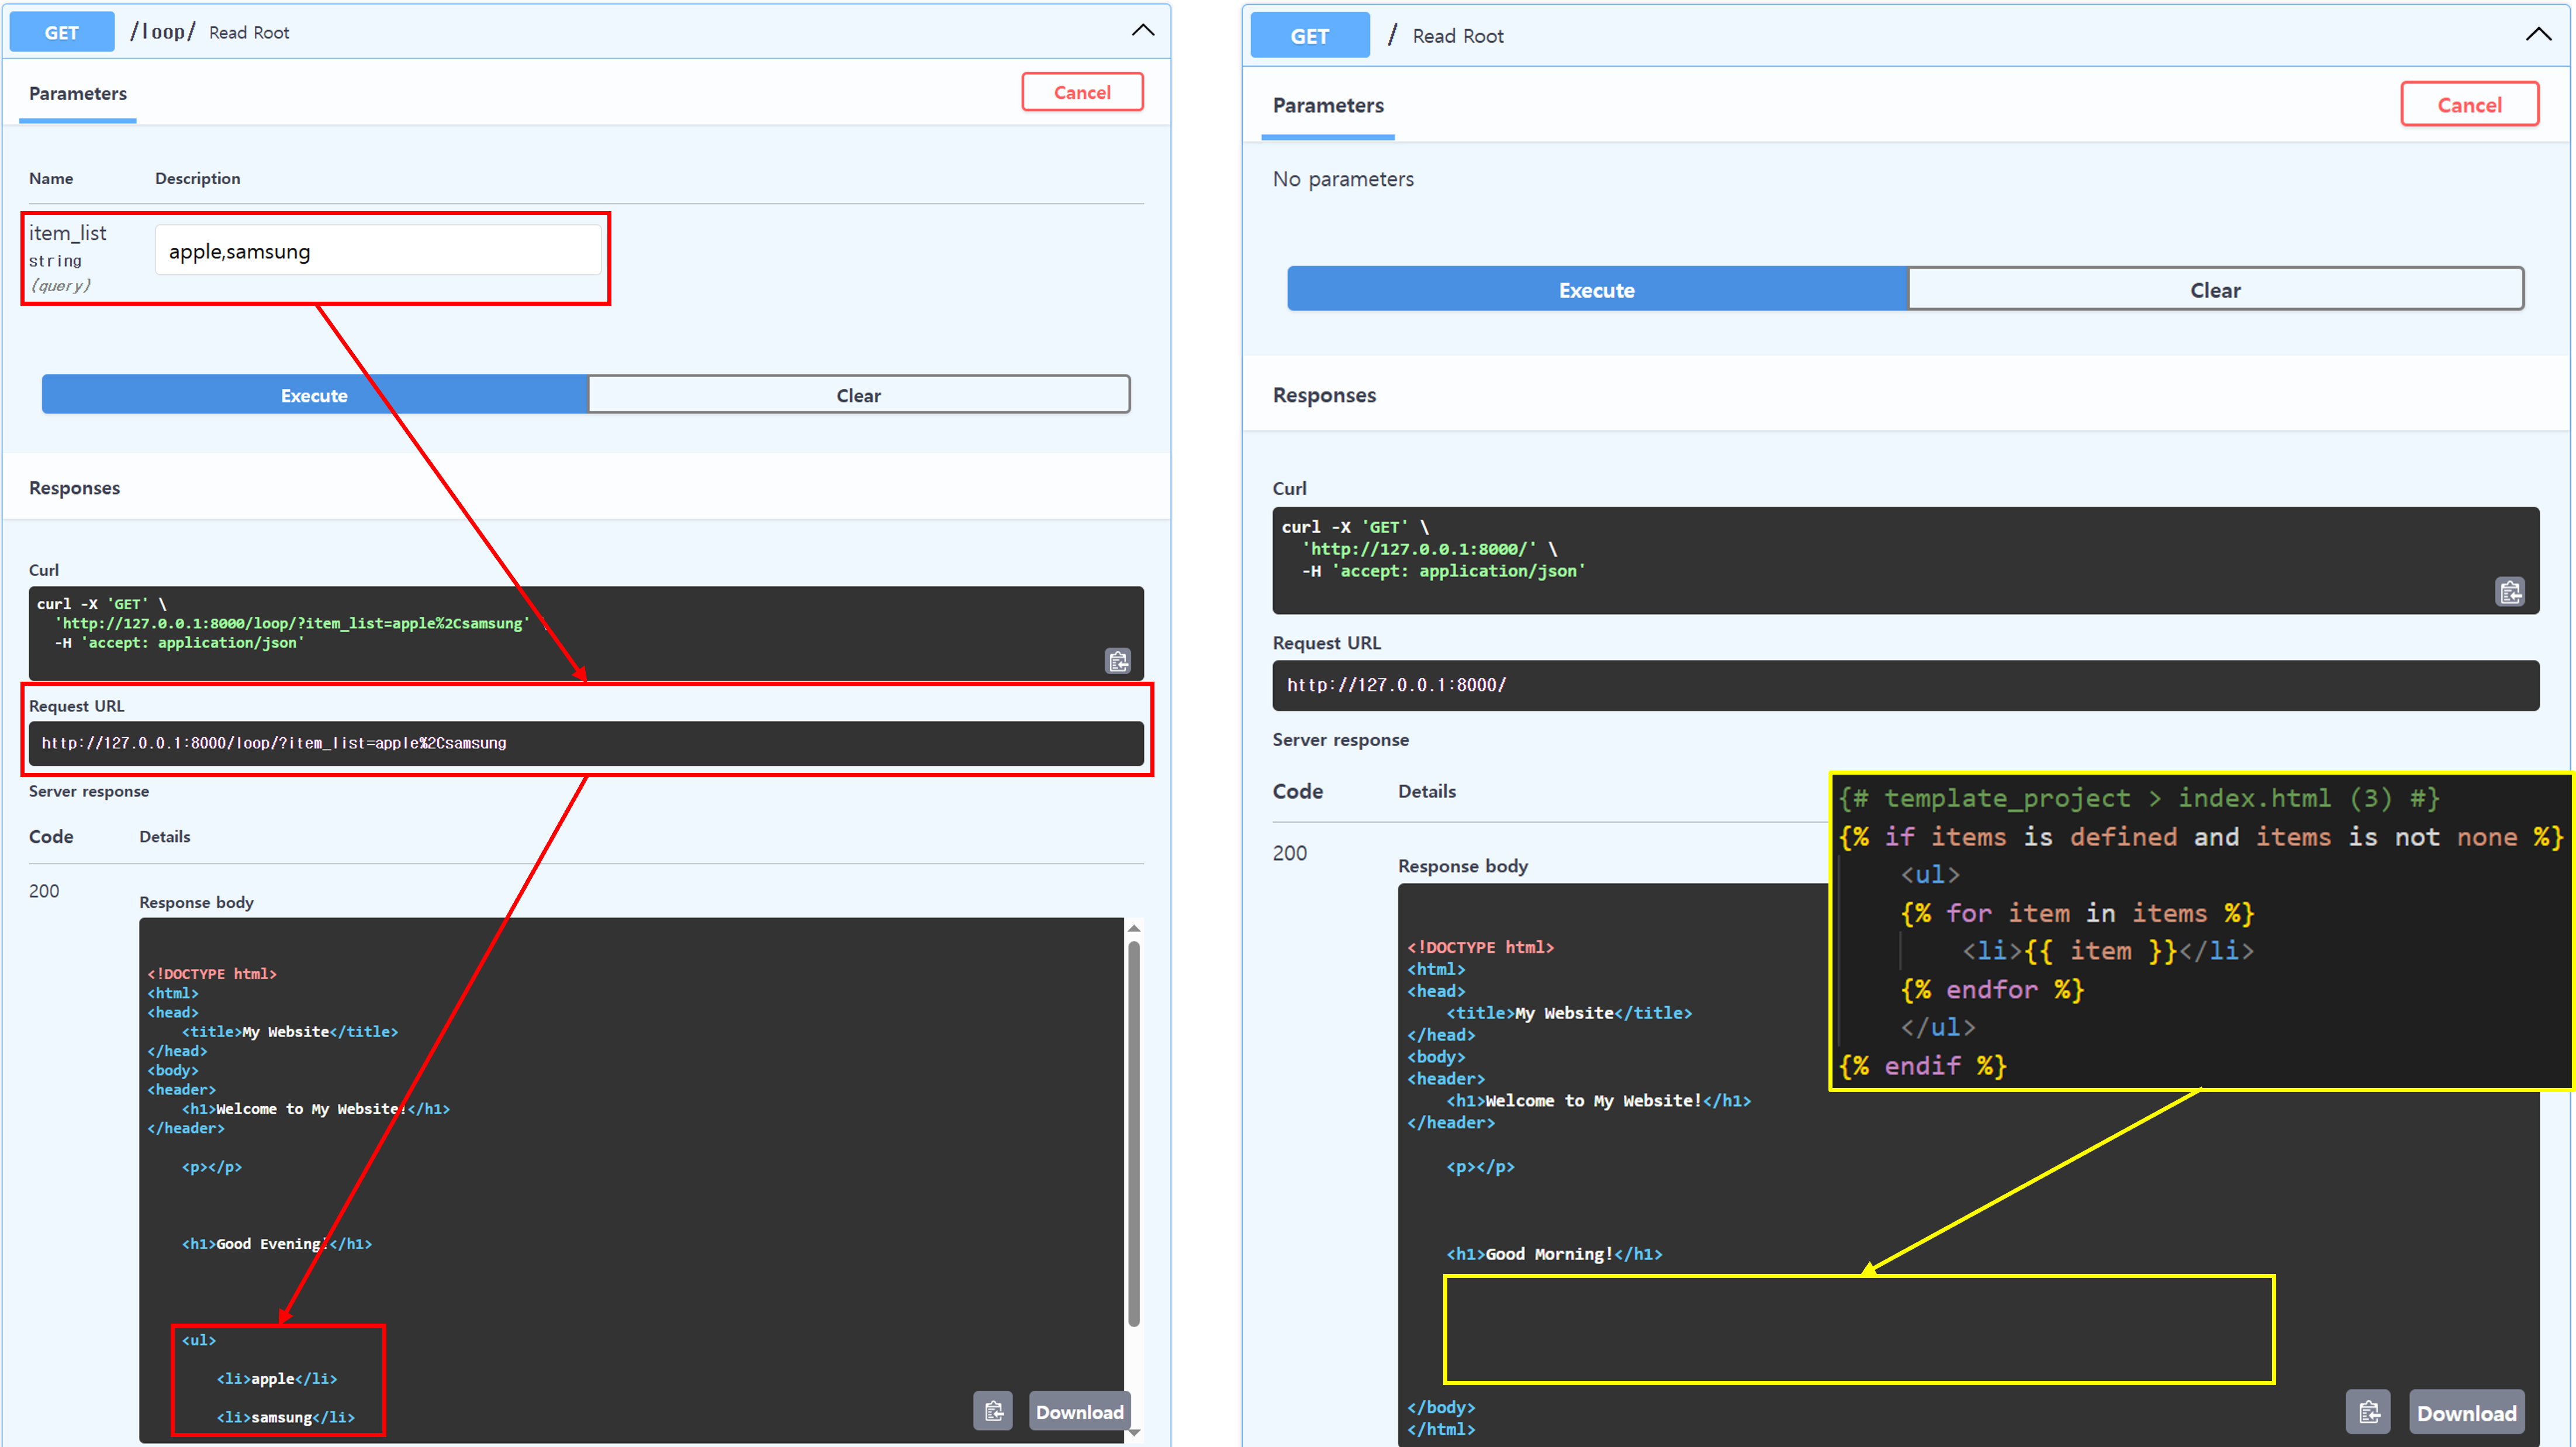 GET /loop/ Read Root
Parameters
Cancel
Name Description
item_list
string
(query)
apple,samsung
Execute
Clear
Responses
Curl
curl -X 'GET' \
'http://127.0.0.1:8000/loop/?item_list=apple%2Csamsung' \
-H 'accept: application/json'
Request URL
http://127.0.0.1:8000/loop/?item_list=apple%2Csamsung
Server response
Code Details
200
Response body
<!DOCTYPE html>
<html>
<head>
<title>My Website</title>
</head>
<body>
<header>
<h1>Welcome to My Website!</h1>
</header>
<p></p>
<h1>Good Evening!</h1>
<ul>
<li>apple</li>
<li>samsung</li>
Download
GET / Read Root
Parameters
Cancel
No parameters
Execute
Clear
Responses
Curl
curl -X 'GET' \
'http://127.0.0.1:8000/' \
-H 'accept: application/json'
Request URL
http://127.0.0.1:8000/
Server response
Code Details
200
Response body
<!DOCTYPE html>
<html>
<head>
<title>My Website</title>
</head>
<body>
<header>
<h1>Welcome to My Website!</h1>
</header>
<p></p>
<h1>Good Morning!</h1>
</body>
</html>
Download
{# template_project > index.html (3) #}
{% if items is defined and items is not none %}
<ul>
{% for item in items %}
<li>{{ item }}</li>
{% endfor %}
</ul>
{% endif %}